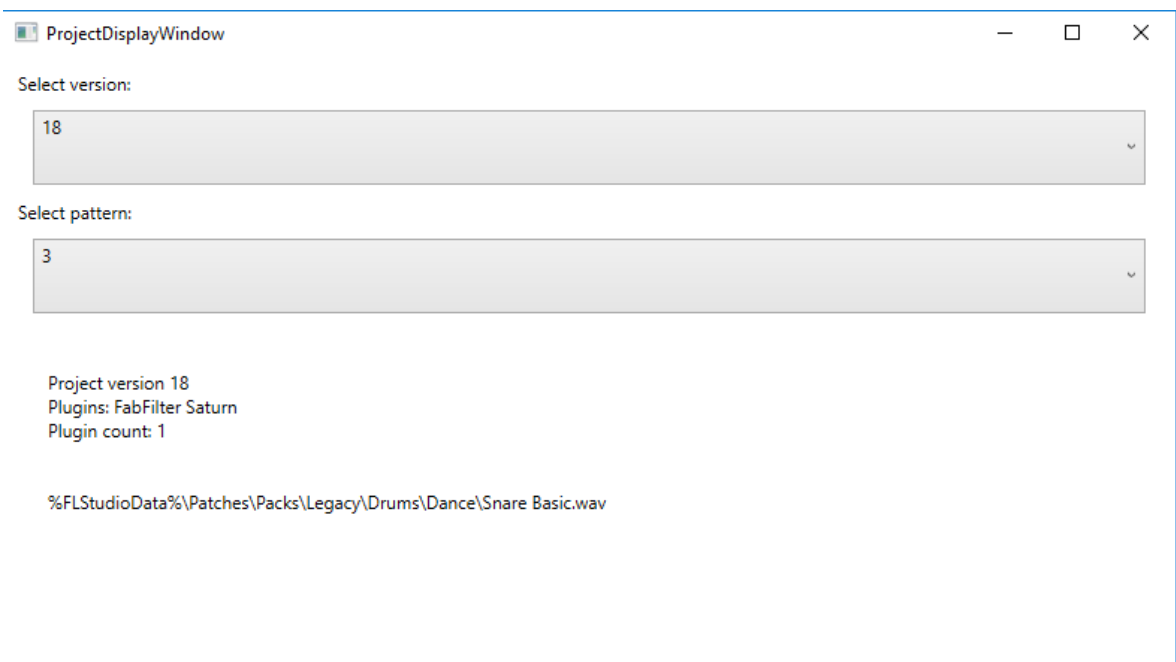 ProjectDisplayWindow
Select version:
18
Select pattern:
3
Project version 18
Plugins: FabFilter Saturn
Plugin count: 1
%FLStudioData%\Patches\Packs\Legacy\Drums\Dance\Snare Basic.wav